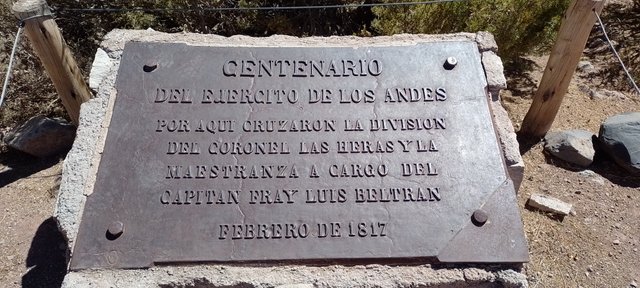 CENTENARIO
DEL EJERCITO DE LOS ANDES
POR AQUI CRUZARON LA DIVISION
DEL CORONEL LAS HERAS Y LA
MAESTRANZA A CARGO DEL
CAPITAN FRAY LUIS BELTRAN
FEBRERO DE 1817